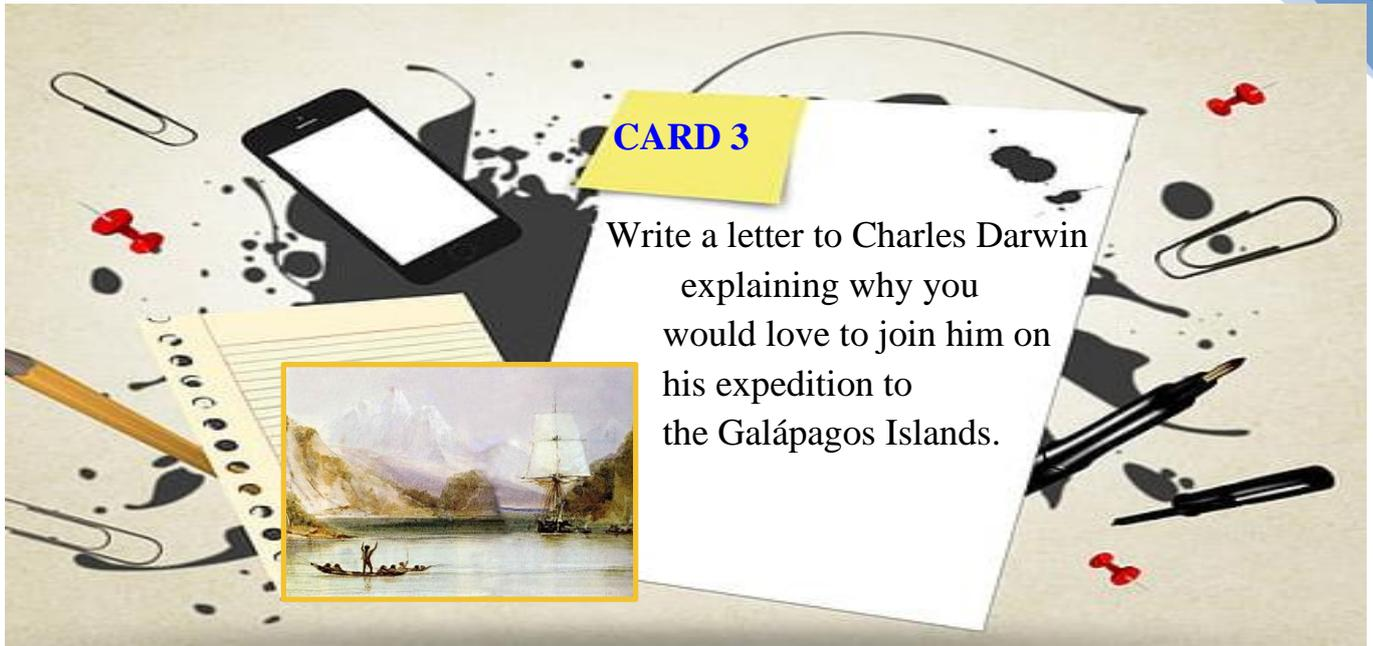 CARD 3
Write a letter to Charles Darwin
explaining why you
would love to join him on
his expedition to
the Galápagos Islands.